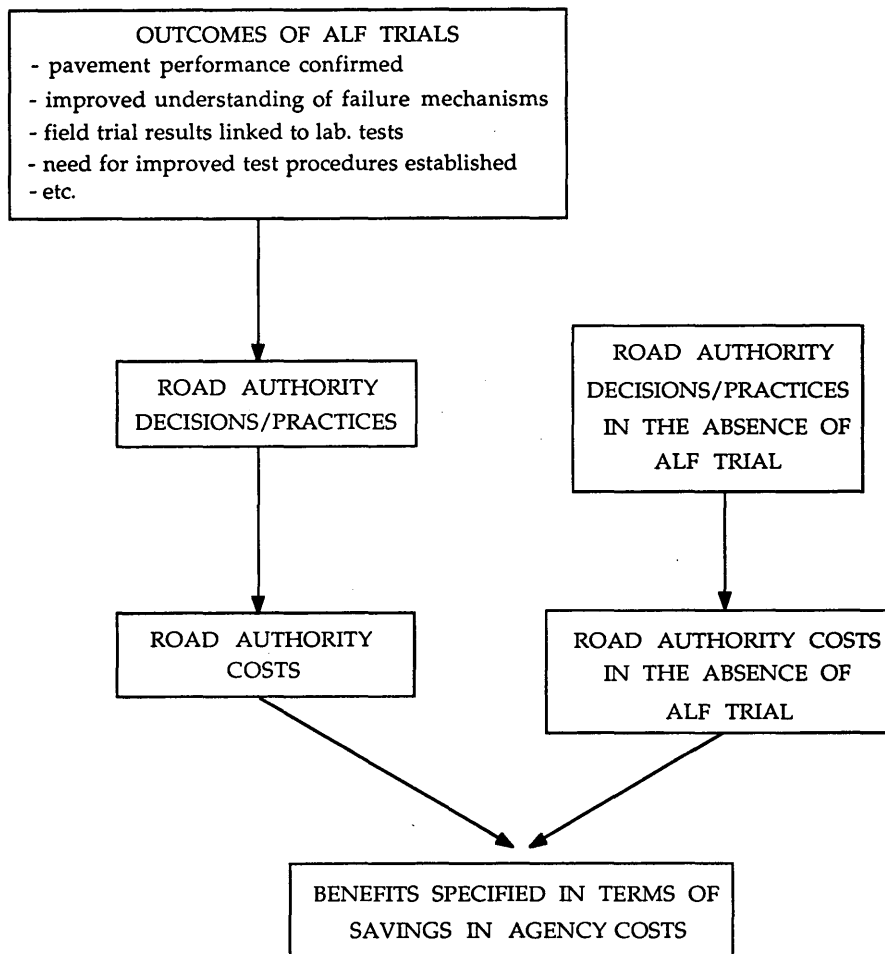 OUTCOMES OF ALF TRIALS
- pavement performance confirmed
- improved understanding of failure mechanisms
- field trial results linked to lab. tests
- need for improved test procedures established
- etc.
ROAD AUTHORITY
DECISIONS/PRACTICES
ROAD AUTHORITY
DECISIONS/PRACTICES
IN THE ABSENCE OF
ALF TRIAL
ROAD AUTHORITY
COSTS
ROAD AUTHORITY COSTS
IN THE ABSENCE OF
ALF TRIAL
BENEFITS SPECIFIED IN TERMS OF
SAVINGS IN AGENCY COSTS